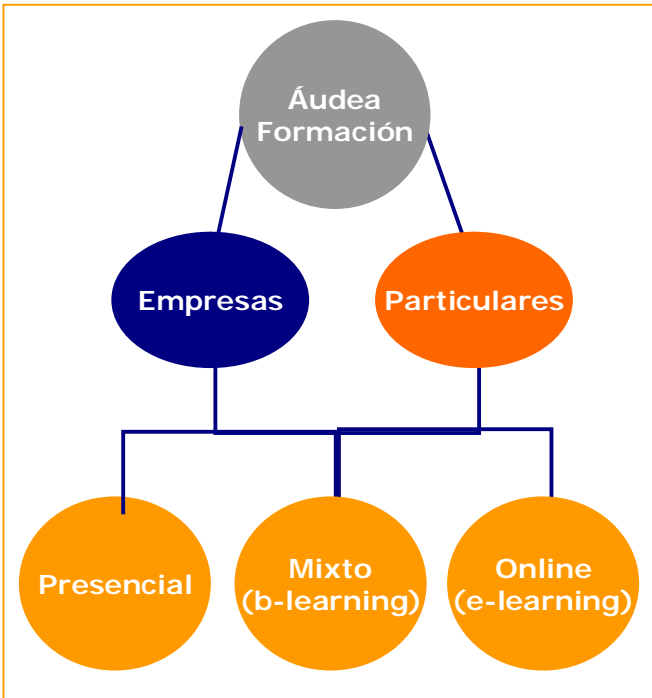 Áudea
Formación
Empresas
Particulares
Presencial
Mixto
(b-learning)
Online
(e-learning)